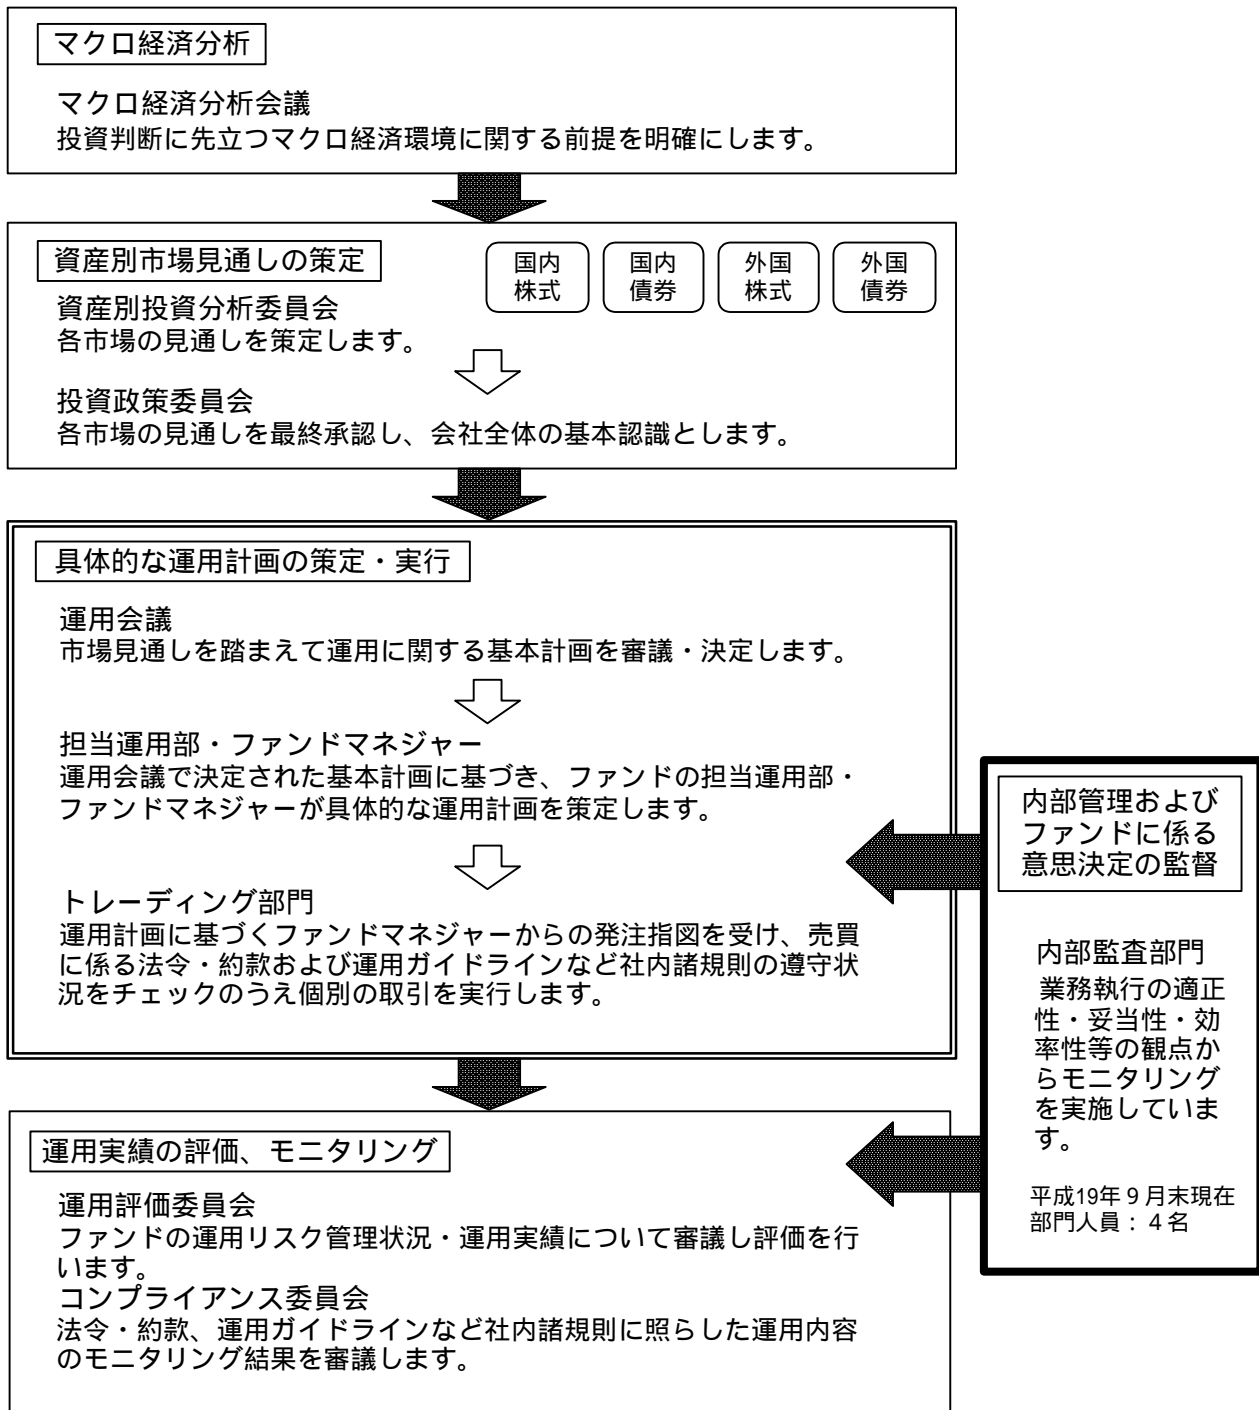 マクロ経済分析
マクロ経済分析会議
投資判断に先立つマクロ経済環境に関する前提を明確にします。
資産別市場見通しの策定
国内
株式
国内
債券
外国
株式
外国
債券
資産別投資分析委員会
各市場の見通しを策定します。
投資政策委員会
各市場の見通しを最終承認し、会社全体の基本認識とします。
具体的な運用計画の策定・実行
運用会議
市場見通しを踏まえて運用に関する基本計画を審議・決定します。
担当運用部・ファンドマネジャー
運用会議で決定された基本計画に基づき、ファンドの担当運用部・
ファンドマネジャーが具体的な運用計画を策定します。
トレーディング部門
運用計画に基づくファンドマネジャーからの発注指図を受け、売買
に係る法令・約款および運用ガイドラインなど社内諸規則の遵守状
況をチェックのうえ個別の取引を実行します。
内部管理および
ファンドに係る
意思決定の監督
内部監査部門
業務執行の適正
性・妥当性・効
率性等の観点か
らモニタリング
を実施していま
す。
平成19年９月末現在
部門人員：４名
運用実績の評価、モニタリング
運用評価委員会
ファンドの運用リスク管理状況・運用実績について審議し評価を行
います。
コンプライアンス委員会
法令・約款、運用ガイドラインなど社内諸規則に照らした運用内容
のモニタリング結果を審議します。